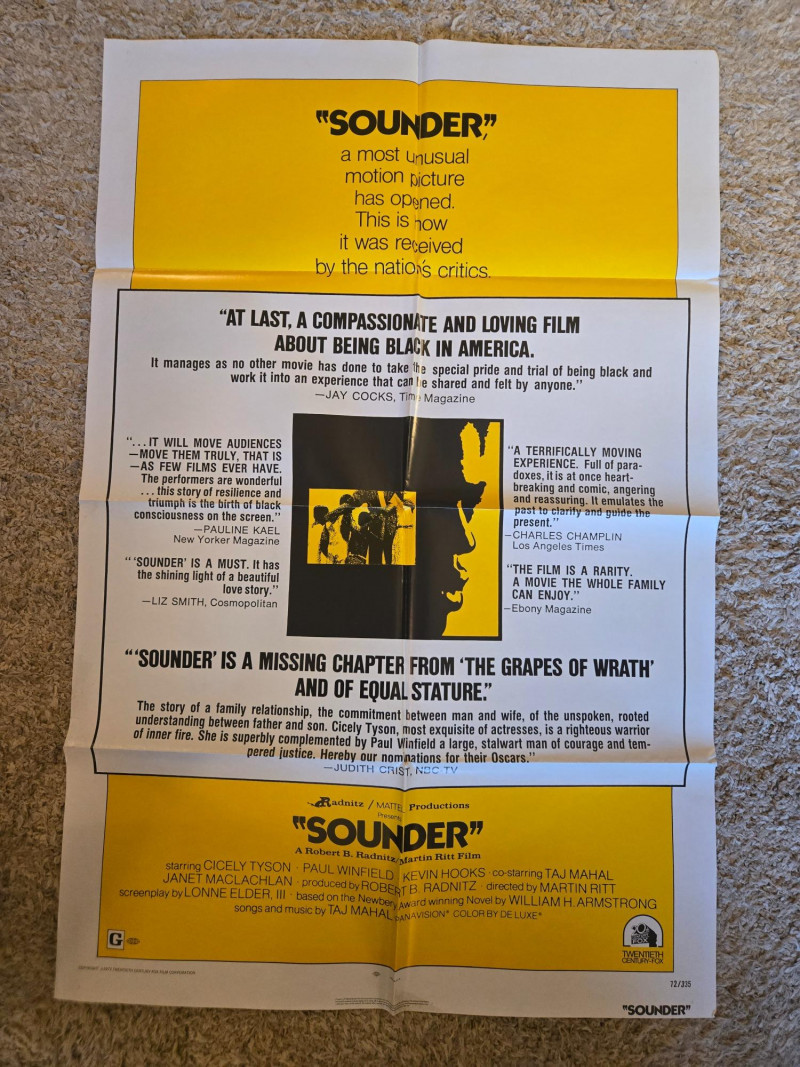 "SOUNDER,"
a most unusual
motion picture
has opened.
This is how
it was received
by the nation's critics.
"AT LAST, A COMPASSIONATE AND LOVING FILM
ABOUT BEING BLACK IN AMERICA.
It manages as no other movie has done to take the special pride and trial of being black and
work it into an experience that can be shared and felt by anyone."
—JAY COCKS, Time Magazine
"...IT WILL MOVE AUDIENCES
—MOVE THEM TRULY, THAT IS
—AS FEW FILMS EVER HAVE.
The performers are wonderful
...this story of resilience and
triumph is the birth of black
consciousness on the screen."
—PAULINE KAEL
New Yorker Magazine
"'SOUNDER' IS A MUST. It has
the shining light of a beautiful
love story."
—LIZ SMITH, Cosmopolitan
"A TERRIFICALLY MOVING
EXPERIENCE. Full of para-
doxes, it is at once heart-
breaking and comic, angering
and reassuring. It emulates the
past to clarify and guide the
present."
—CHARLES CHAMPLIN
Los Angeles Times
"THE FILM IS A RARITY.
A MOVIE THE WHOLE FAMILY
CAN ENJOY."
—Ebony Magazine
"'SOUNDER' IS A MISSING CHAPTER FROM 'THE GRAPES OF WRATH'
AND OF EQUAL STATURE."
The story of a family relationship, the commitment between man and wife, of the unspoken, rooted
understanding between father and son. Cicely Tyson, most exquisite of actresses, is a righteous warrior
of inner fire. She is superbly complemented by Paul Winfield a large, stalwart man of courage and tem-
pered justice. Hereby our nominations for their Oscars."
—JUDITH CRIST, NBC TV
Radnitz / MATTEL Productions
Presents
"SOUNDER"
A Robert B. Radnitz/Martin Ritt Film
starring CICELY TYSON · PAUL WINFIELD · KEVIN HOOKS · co-starring TAJ MAHAL
JANET MACLACHLAN · produced by ROBERT B. RADNITZ · directed by MARTIN RITT
screenplay by LONNE ELDER, III · based on the Newbery Award winning Novel by WILLIAM H. ARMSTRONG
songs and music by TAJ MAHAL PANAVISION® COLOR BY DE LUXE®
G
TWENTIETH
CENTURY-FOX
72/335
"SOUNDER"